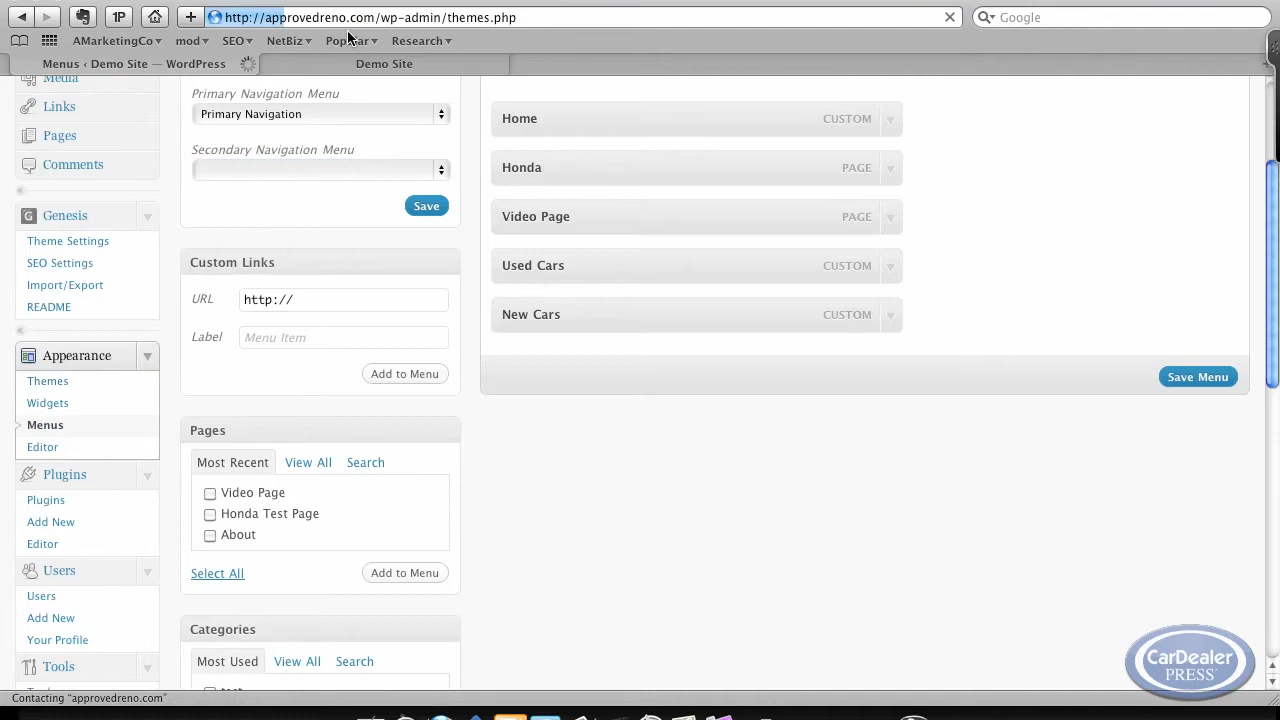 http://approvedreno.com/wp-admin/themes.php
Google
1P
AMarketingCo mod SEO NetBiz Popular Research
Menus ‹ Demo Site — WordPress
Demo Site
Media
Links
Pages
Comments
Genesis
Theme Settings
SEO Settings
Import/Export
README
Appearance
Themes
Widgets
Menus
Editor
Plugins
Plugins
Add New
Editor
Users
Users
Add New
Your Profile
Tools
Primary Navigation Menu
Primary Navigation
Secondary Navigation Menu
Save
Custom Links
URL http://
Label Menu Item
Add to Menu
Pages
Most Recent View All Search
Video Page
Honda Test Page
About
Select All Add to Menu
Categories
Most Used View All Search
Home CUSTOM
Honda PAGE
Video Page PAGE
Used Cars CUSTOM
New Cars CUSTOM
Save Menu
CarDealer
PRESS
Contacting "approvedreno.com"